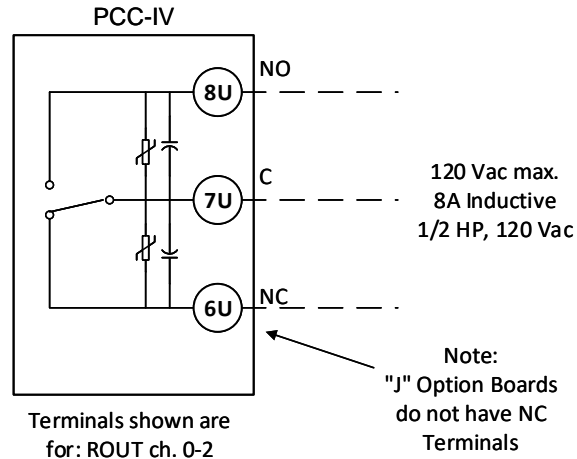 PCC-IV
NO
8U
C
7U
120 Vac max.
8A Inductive
1/2 HP, 120 Vac
NC
6U
Note:
"J" Option Boards
do not have NC
Terminals
Terminals shown are
for: ROUT ch. 0-2